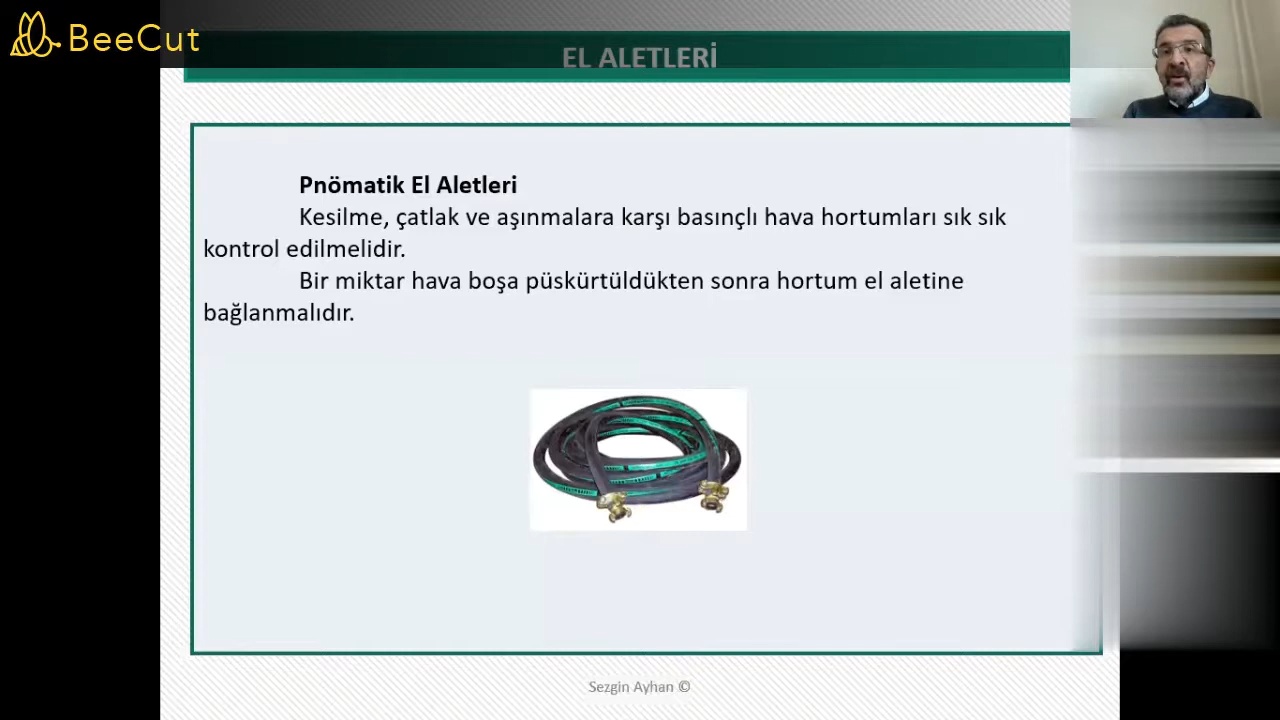 BeeCut
EL ALETLERİ
Pnömatik El Aletleri
Kesilme, çatlak ve aşınmalara karşı basınçlı hava hortumları sık sık
kontrol edilmelidir.
Bir miktar hava boşa püskürtüldükten sonra hortum el aletine
bağlanmalıdır.
Sezgin Ayhan ©